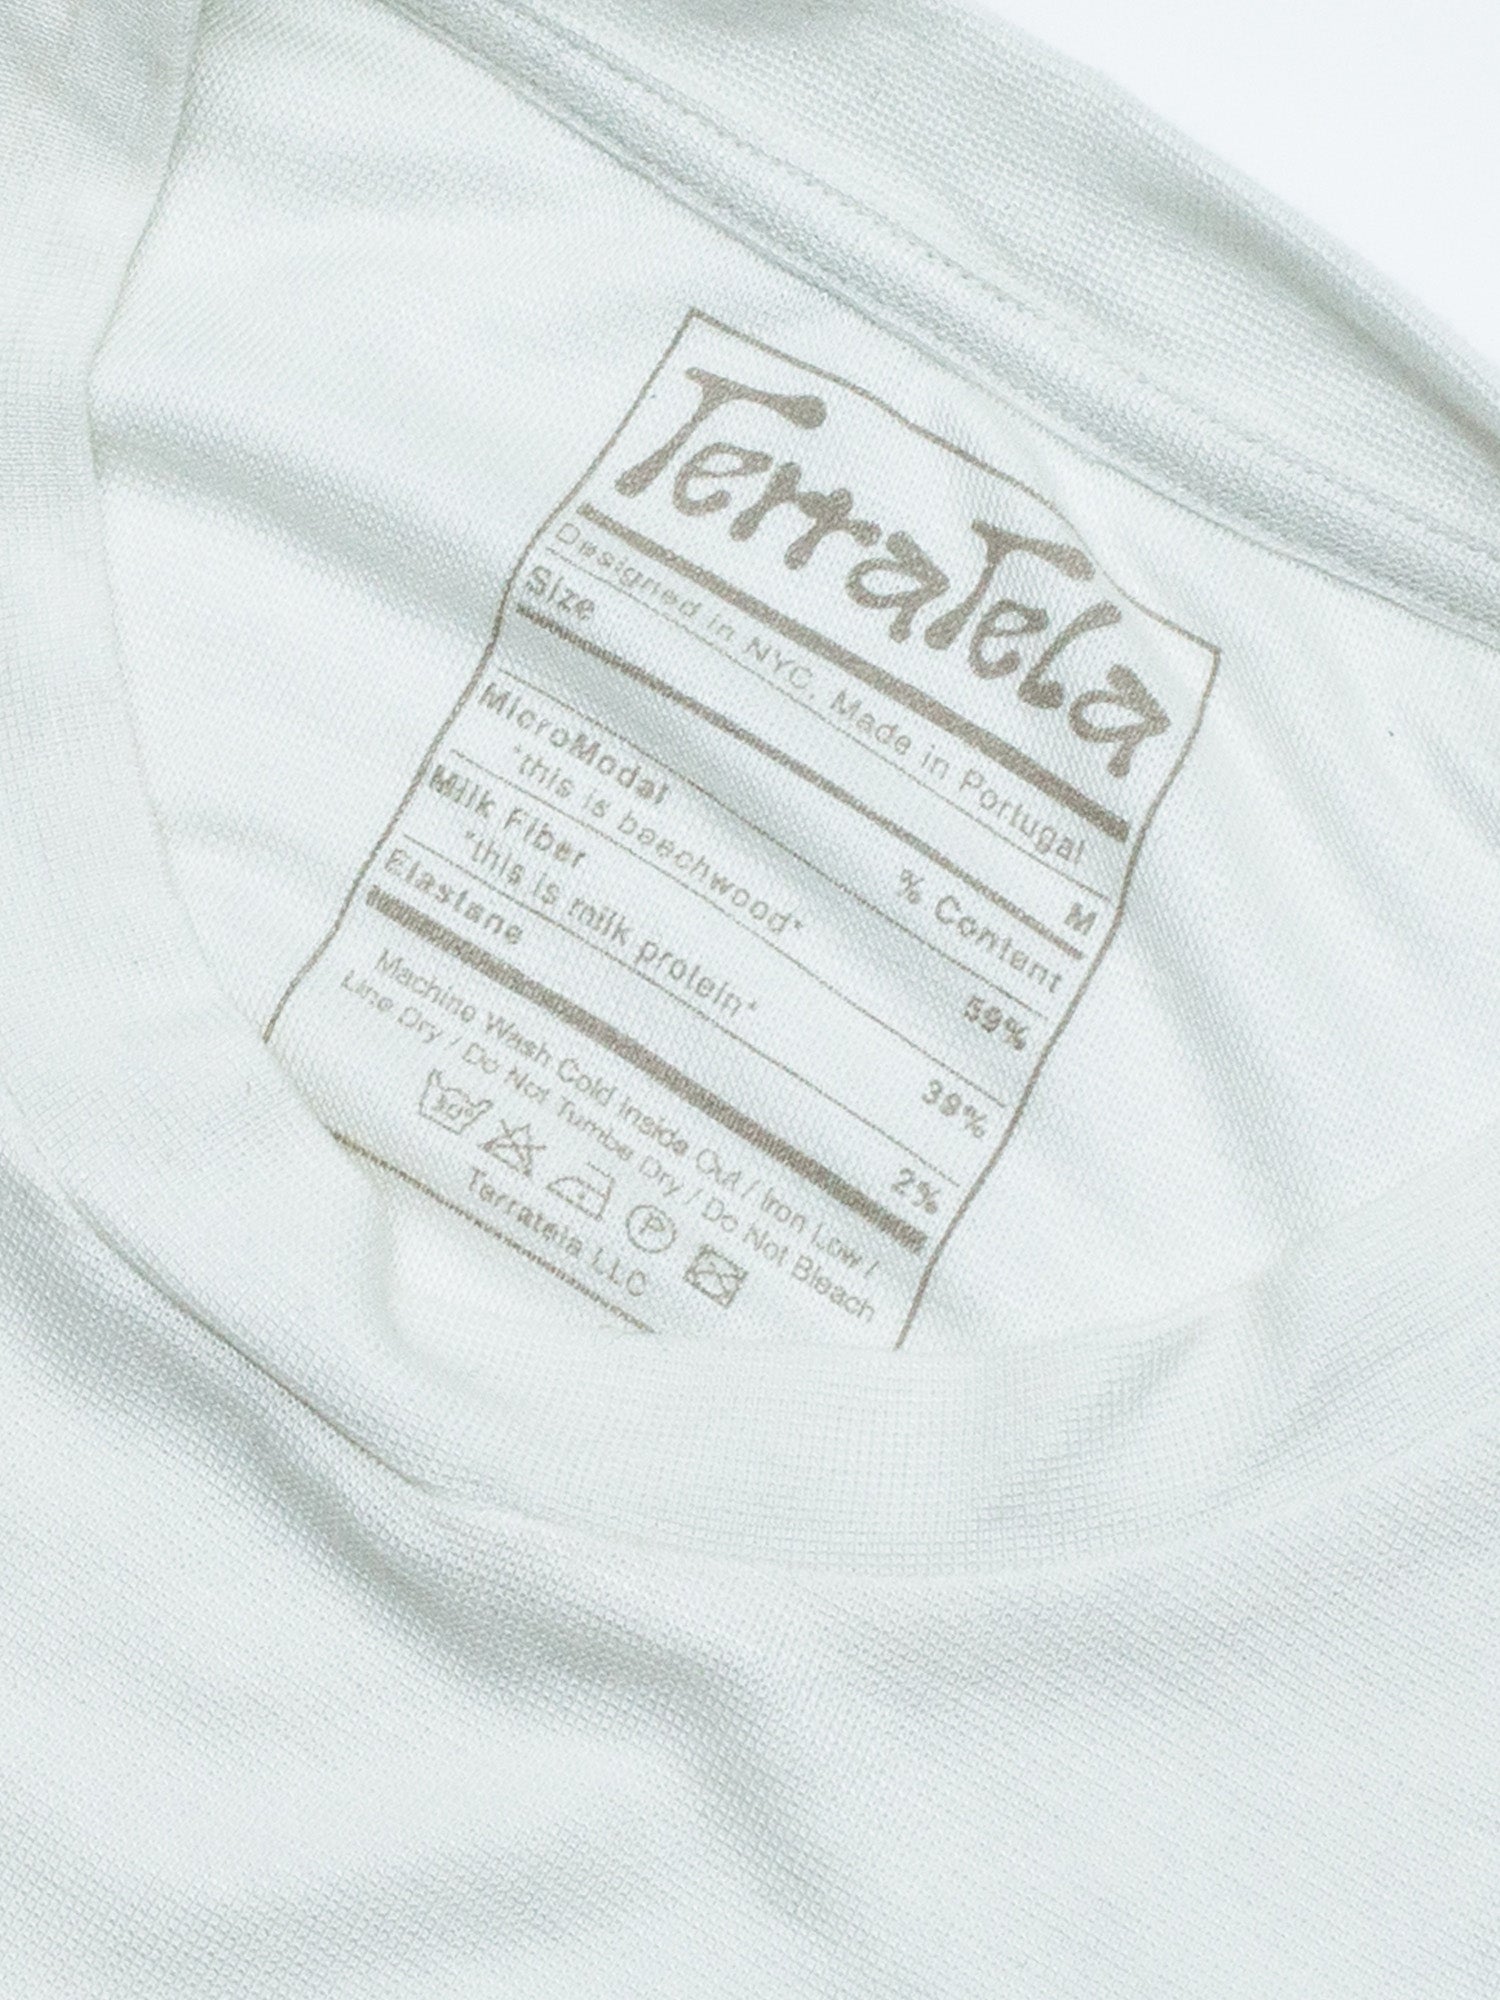 TerraTela
Designed in NYC, Made in Portugal
Size M
% Content
MicroModal 59%
*this is beechwood*
Milk Fiber 39%
*this is milk protein*
Elastane 2%
Machine Wash Cold Inside Out / Iron Low /
Line Dry / Do Not Tumble Dry / Do Not Bleach
30° P
Terratela LLC